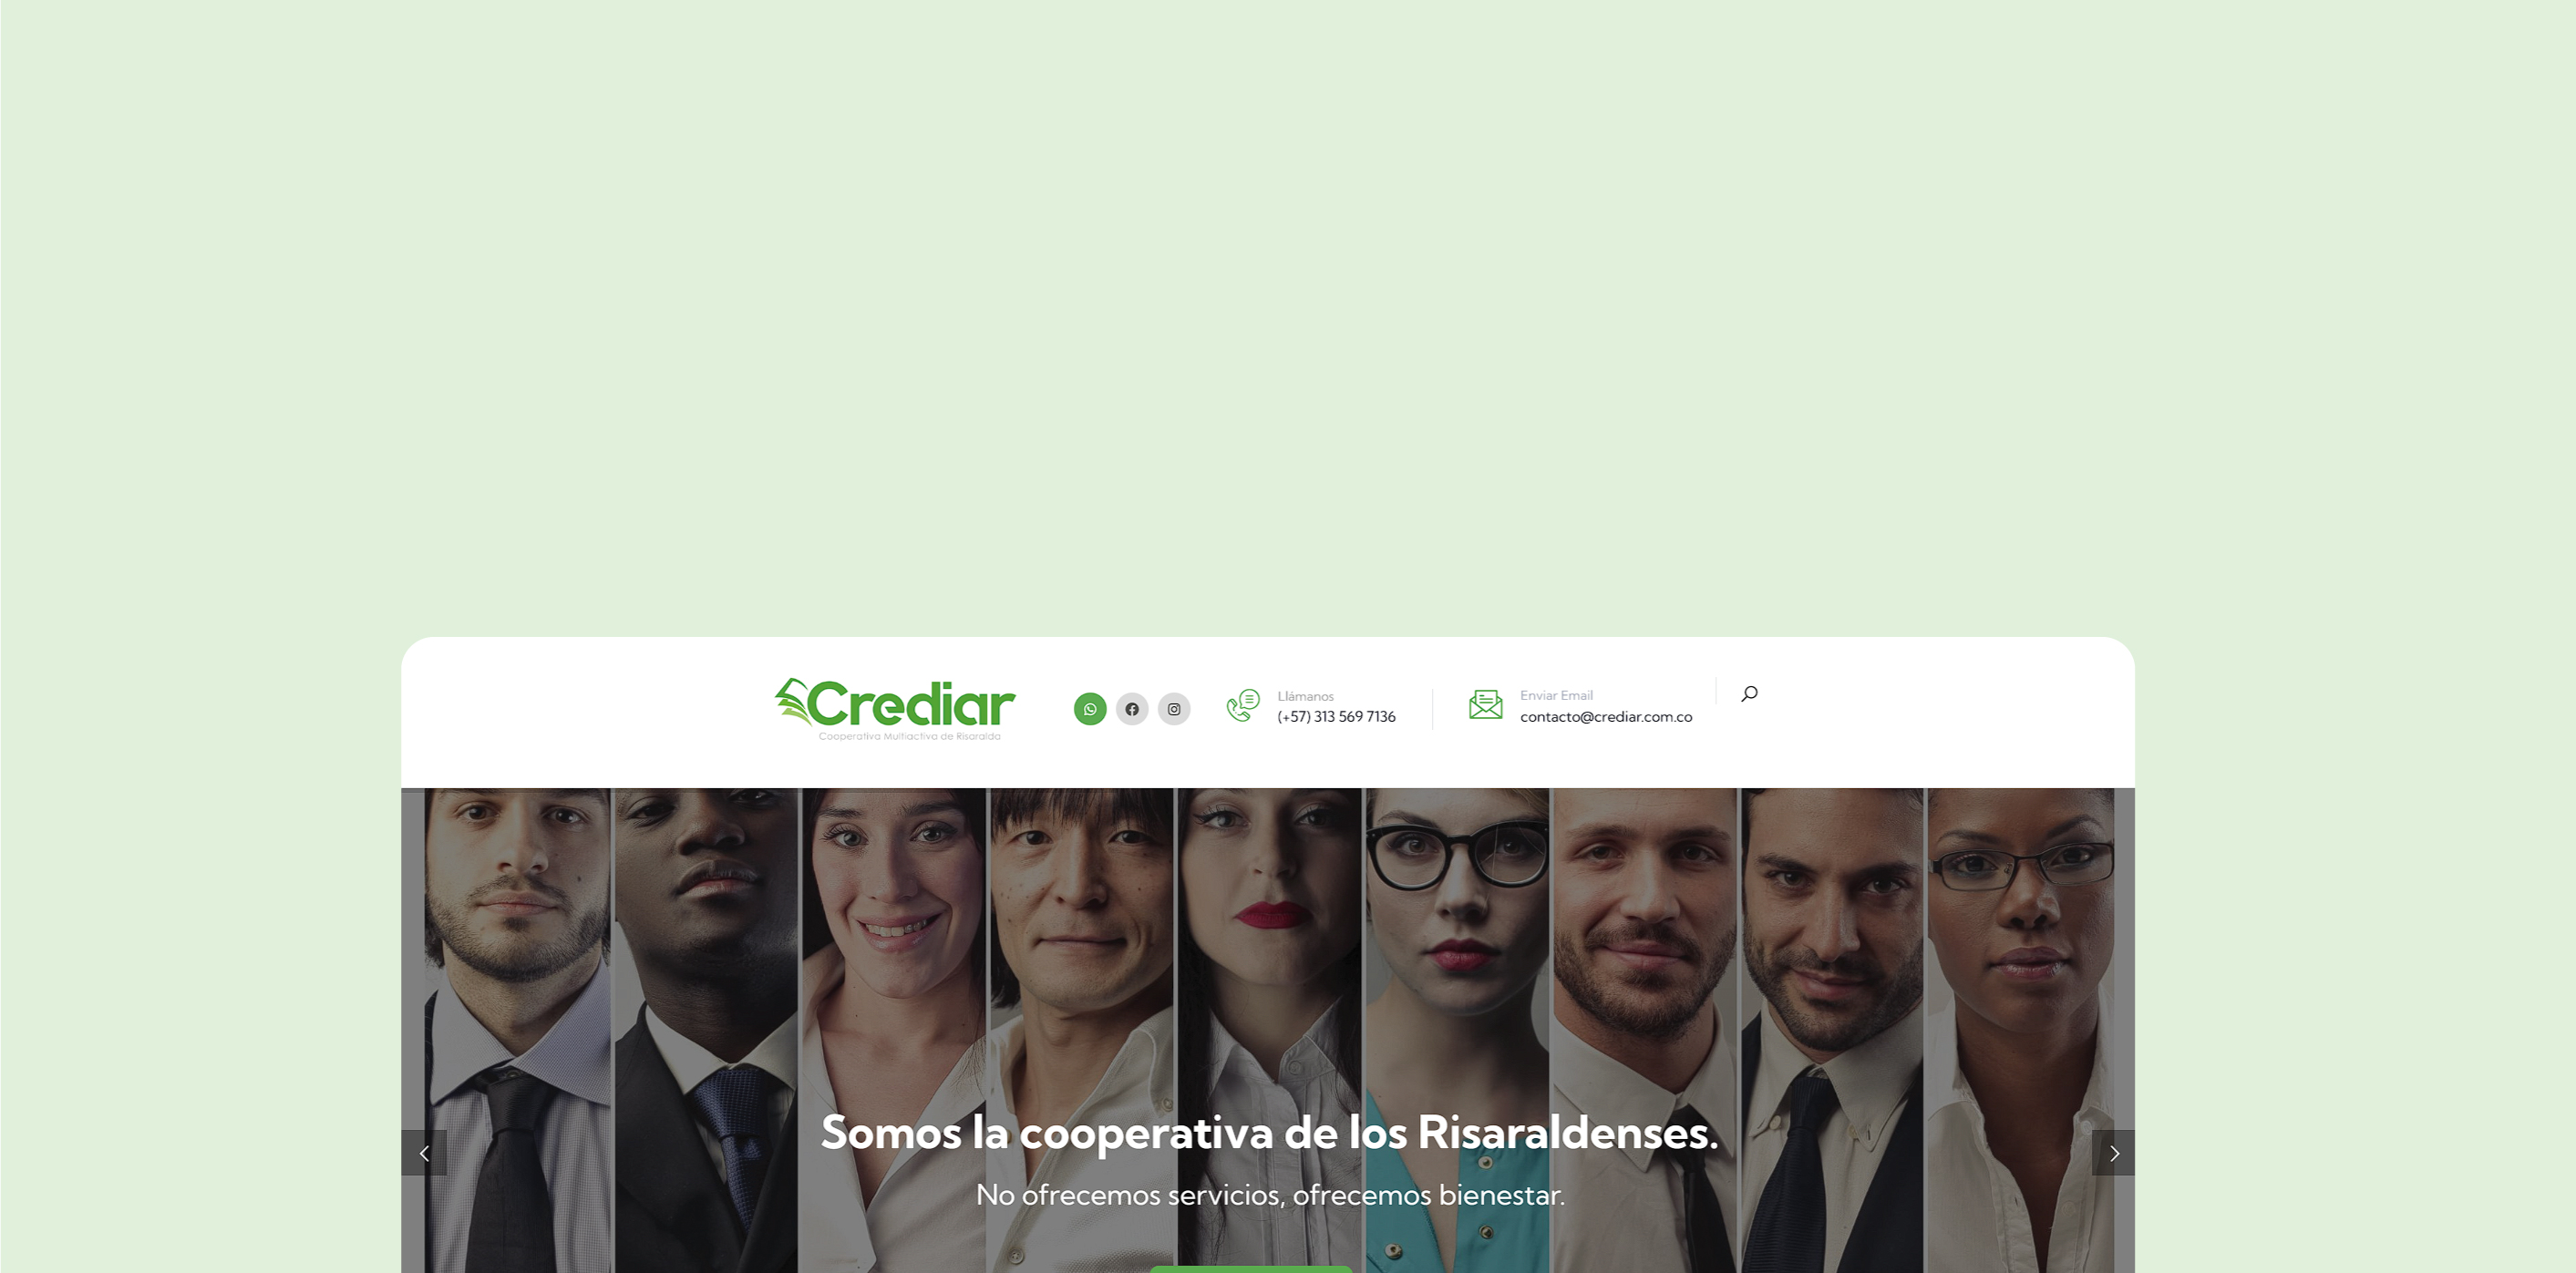 Crediar
Cooperativa Multiactiva de Risaralda
Llámanos
(+57) 313 569 7136
Enviar Email
contacto@crediar.com.co
Somos la cooperativa de los Risaraldenses.
No ofrecemos servicios, ofrecemos bienestar.